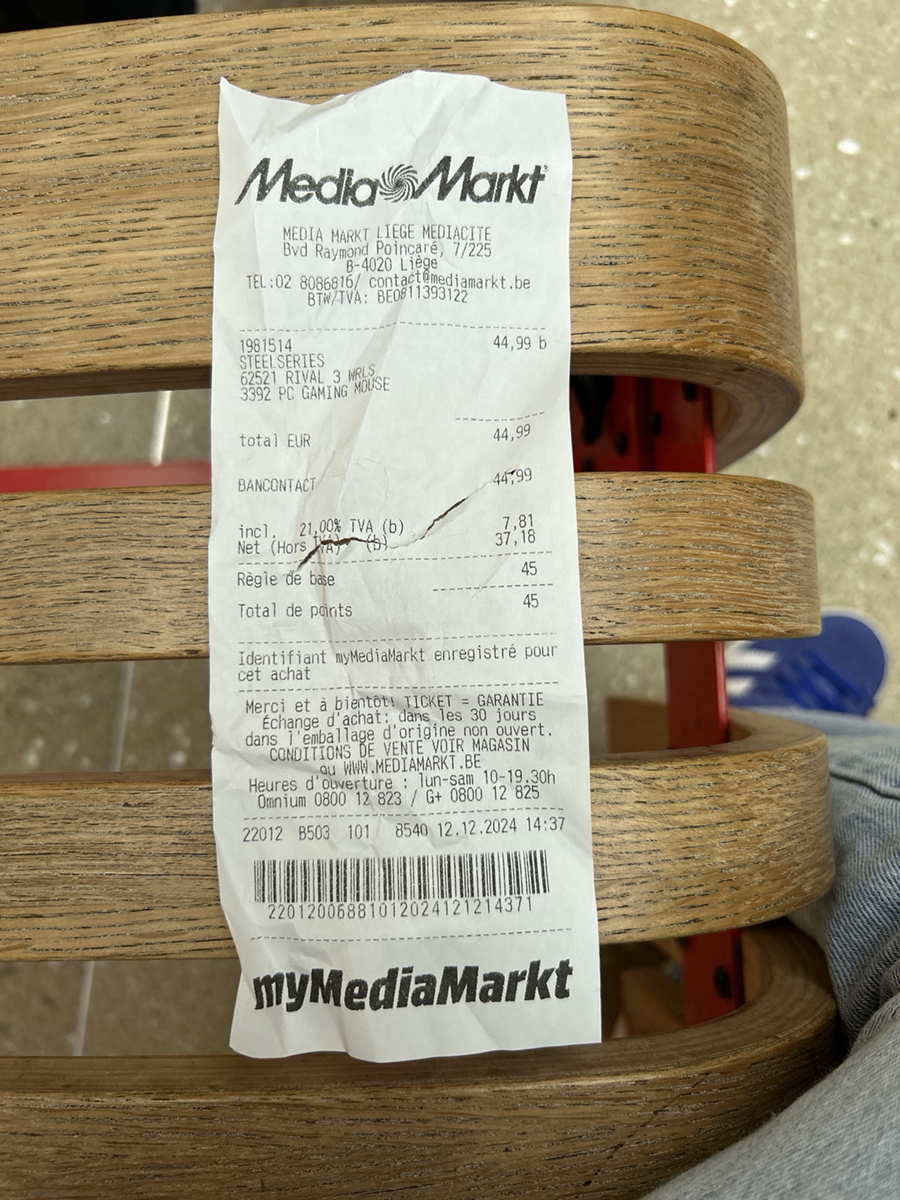 Media Markt
MEDIA MARKT LIEGE MEDIACITE
Bvd Raymond Poincaré, 7/225
B-4020 Liège
TEL:02 8086816/ contact@mediamarkt.be
BTW/TVA: BE0811393122
1981514 44,99 b
STEELSERIES
62521 RIVAL 3 WRLS
3392 PC GAMING MOUSE
total EUR 44,99
BANCONTACT 44,99
incl. 21,00% TVA (b) 7,81
Net (Hors TVA) (b) 37,18
Règle de base 45
Total de points 45
Identifiant myMediaMarkt enregistré pour
cet achat
Merci et à bientôt! TICKET = GARANTIE
Échange d'achat: dans les 30 jours
dans l'emballage d'origine non ouvert.
CONDITIONS DE VENTE VOIR MAGASIN
ou WWW.MEDIAMARKT.BE
Heures d'ouverture : lun-sam 10-19.30h
Omnium 0800 12 823 / G+ 0800 12 825
22012 B503 101 8540 12.12.2024 14:37
22012006881012024121214371
myMediaMarkt